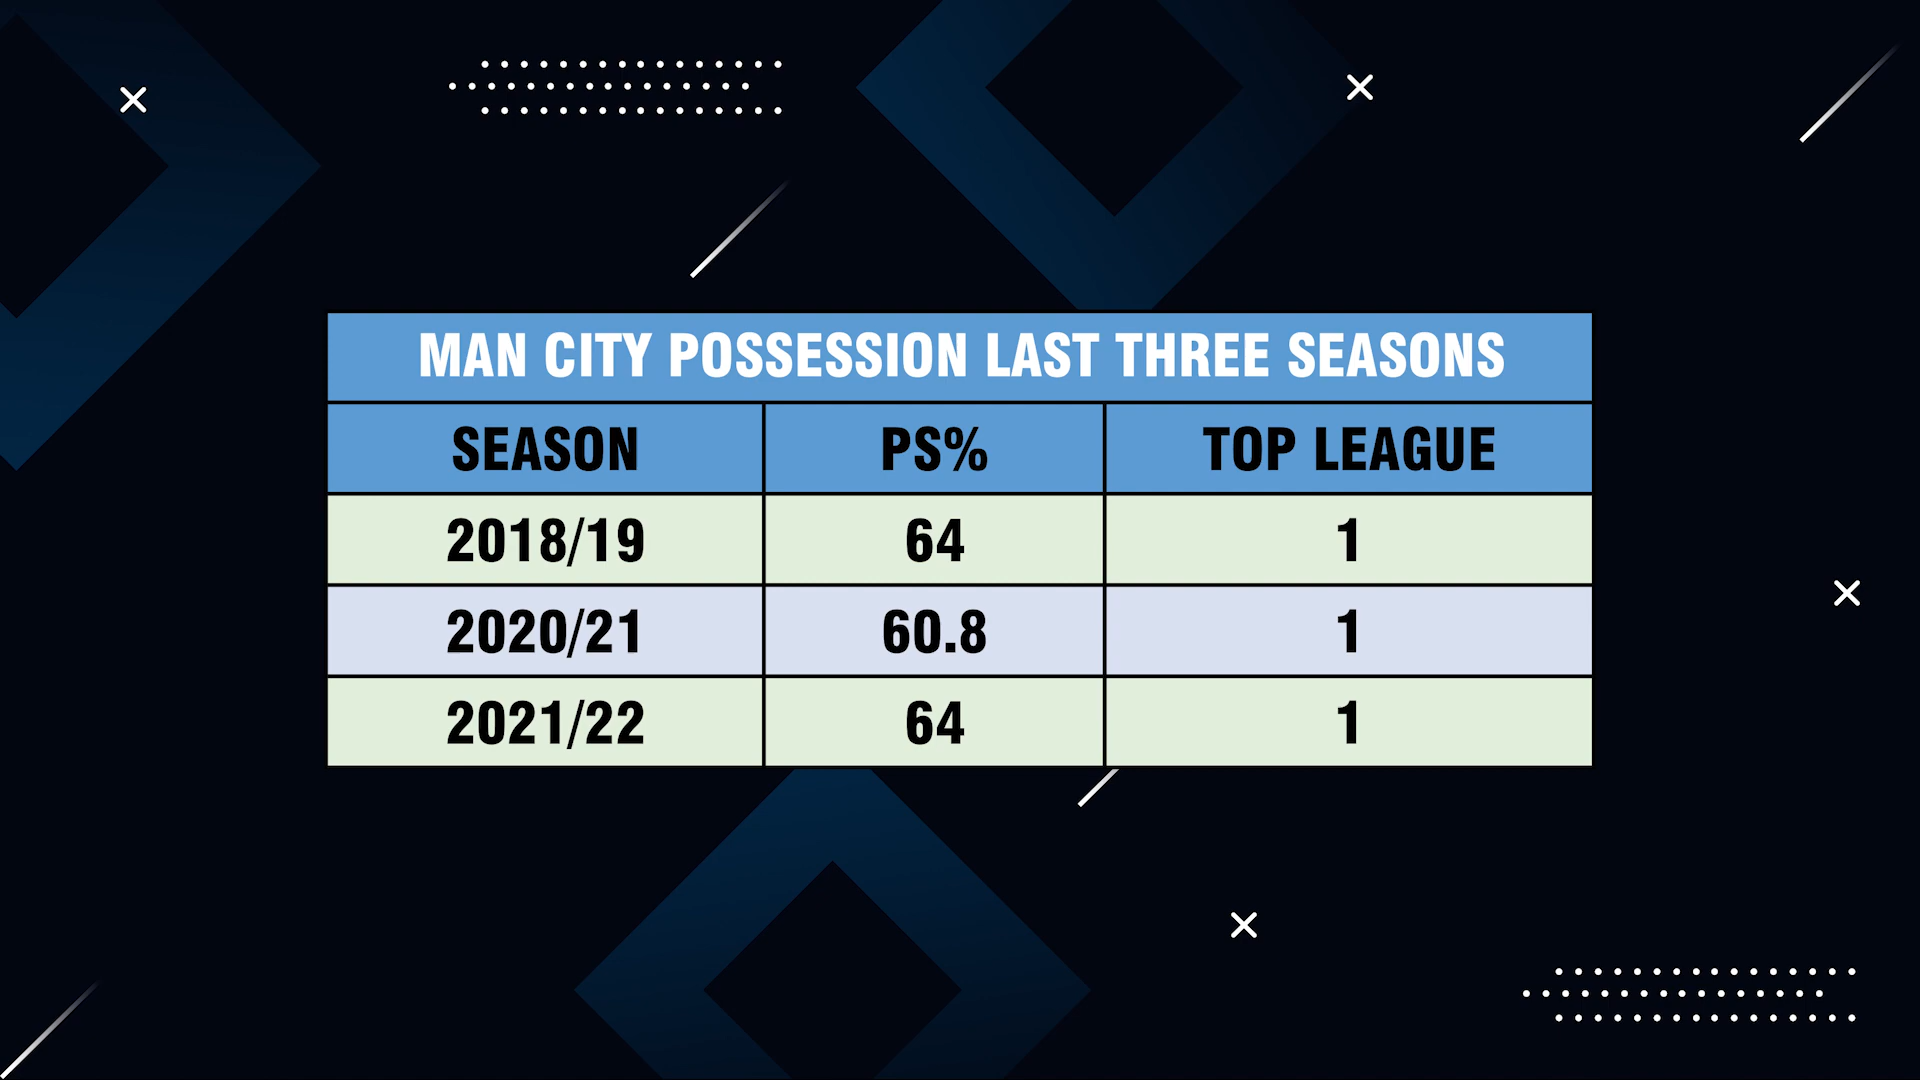 MAN CITY POSSESSION LAST THREE SEASONS
SEASON PS% TOP LEAGUE
2018/19 64 1
2020/21 60.8 1
2021/22 64 1